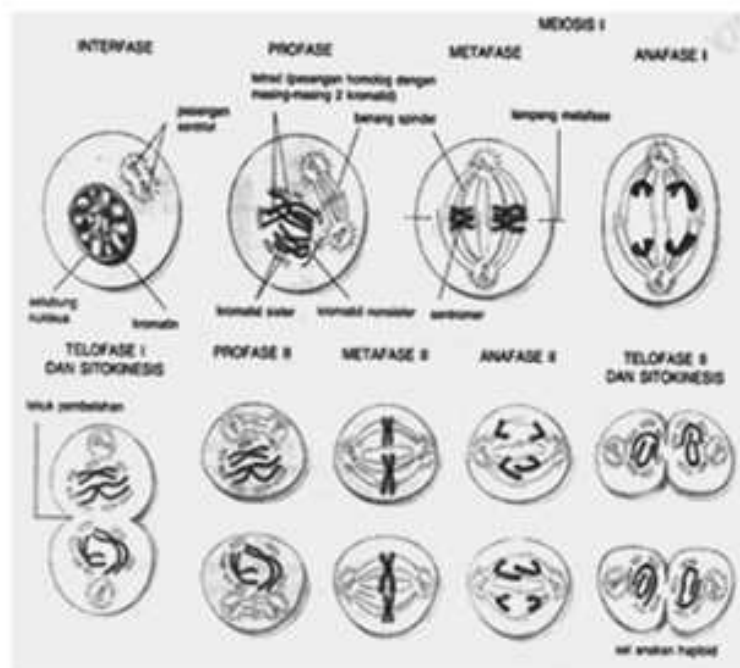 MEIOSIS I
INTERFASE
PROFASE
METAFASE
ANAFASE I
tetrad (pasangan homolog dengan
masing-masing 2 kromatid)
pasangan
sentriol
benang spindel
lempeng metafase
selubung
nukleus
kromatin
kromatid sister
kromatid nonsister
sentromer
TELOFASE I
DAN SITOKINESIS
PROFASE II
METAFASE II
ANAFASE II
TELOFASE II
DAN SITOKINESIS
lekuk pembelahan
sel anakan haploid